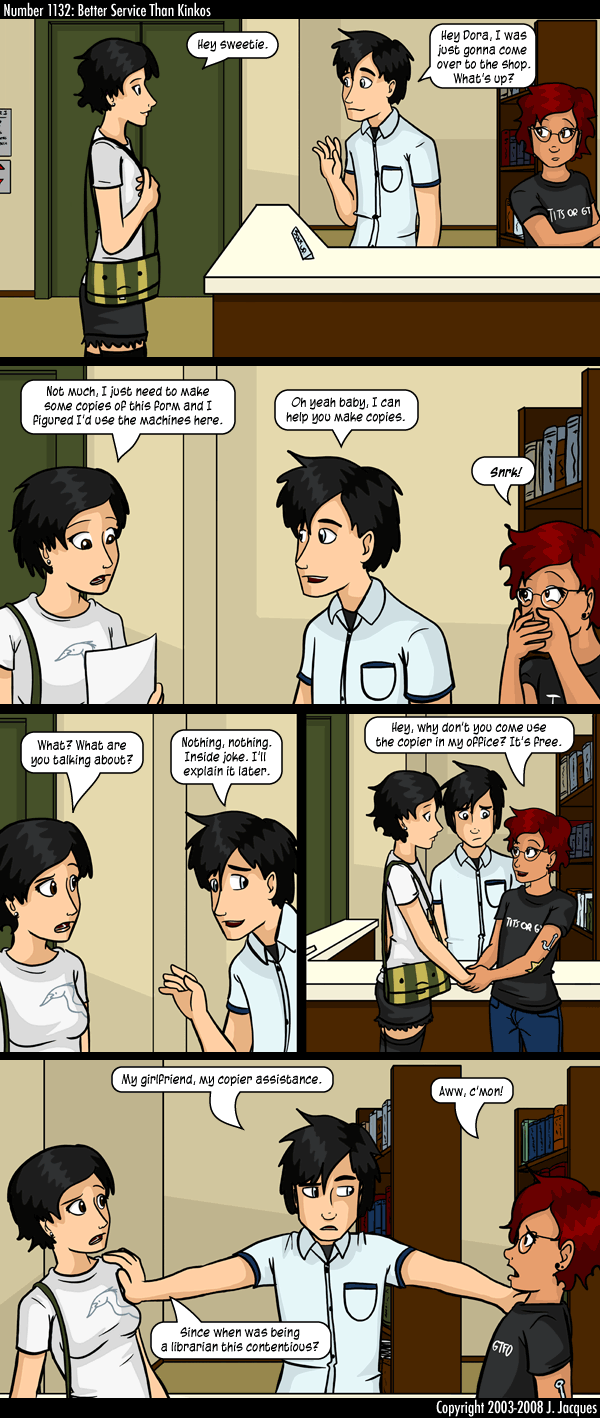 Number 1132: Better Service Than Kinkos
Hey sweetie.
Hey Dora, I was
just gonna come
over to the shop.
What's up?
TITS OR GT
Not much, I just need to make
some copies of this form and I
figured I'd use the machines here.
Oh yeah baby, I can
help you make copies.
Snrk!
What? What are
you talking about?
Nothing, nothing.
Inside joke. I'll
explain it later.
Hey, why don't you come use
the copier in my office? It's free.
TITS OR G
My girlfriend, my copier assistance.
Aww, c'mon!
Since when was being
a librarian this contentious?
GTFO
Copyright 2003-2008 J. Jacques